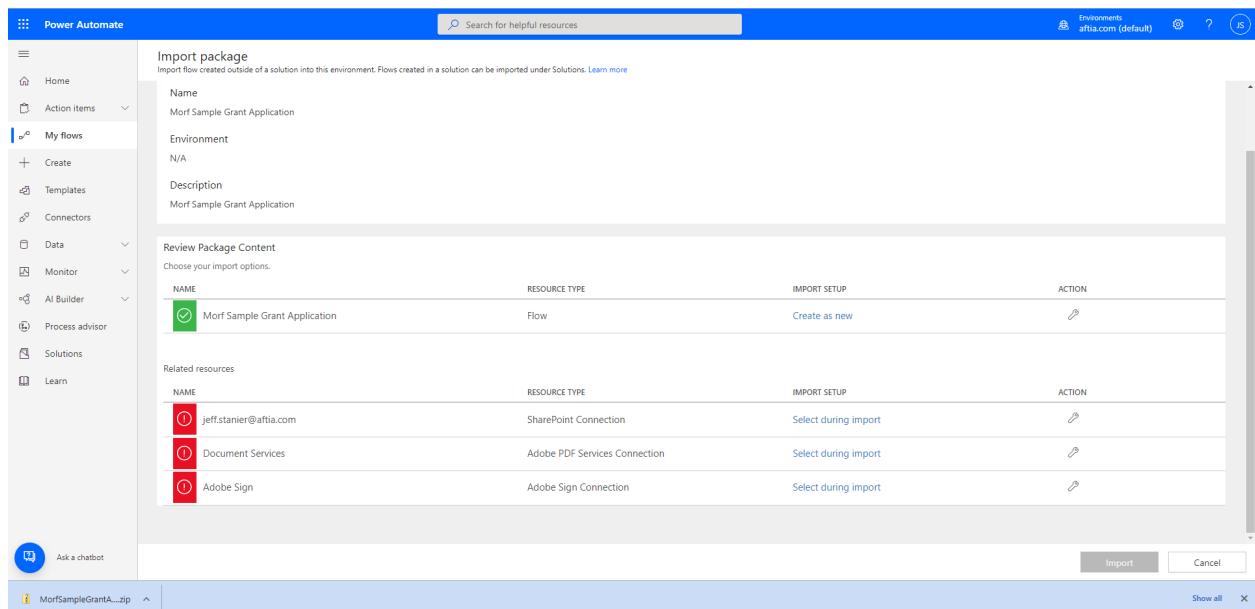 Power Automate
Search for helpful resources
Environments
aftia.com (default)
?
JS
Home
Action items
My flows
Create
Templates
Connectors
Data
Monitor
AI Builder
Process advisor
Solutions
Learn
Ask a chatbot
Import package
Import flow created outside of a solution into this environment. Flows created in a solution can be imported under Solutions. Learn more
Name
Morf Sample Grant Application
Environment
N/A
Description
Morf Sample Grant Application
Review Package Content
Choose your import options.
NAME RESOURCE TYPE IMPORT SETUP ACTION
Morf Sample Grant Application Flow Create as new
Related resources
NAME RESOURCE TYPE IMPORT SETUP ACTION
jeff.stanier@aftia.com SharePoint Connection Select during import
Document Services Adobe PDF Services Connection Select during import
Adobe Sign Adobe Sign Connection Select during import
Import Cancel
MorfSampleGrantA....zip Show all